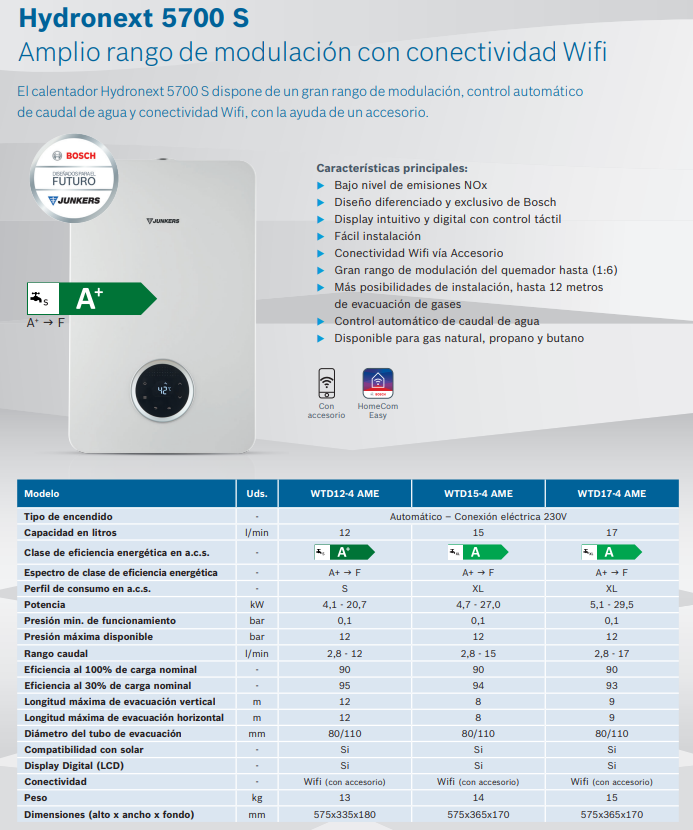 Hydronext 5700 S
Amplio rango de modulación con conectividad Wifi
El calentador Hydronext 5700 S dispone de un gran rango de modulación, control automático
de caudal de agua y conectividad Wifi, con la ayuda de un accesorio.
BOSCH
DISEÑADOS PARA EL
FUTURO
JUNKERS
JUNKERS
S
A+
A+ → F
42°C
Características principales:
Bajo nivel de emisiones NOx
Diseño diferenciado y exclusivo de Bosch
Display intuitivo y digital con control táctil
Fácil instalación
Conectividad Wifi vía Accesorio
Gran rango de modulación del quemador hasta (1:6)
Más posibilidades de instalación, hasta 12 metros
de evacuación de gases
Control automático de caudal de agua
Disponible para gas natural, propano y butano
Con
accesorio
BOSCH
HomeCom
Easy
Modelo Uds. WTD12-4 AME WTD15-4 AME WTD17-4 AME
Tipo de encendido - Automático – Conexión eléctrica 230V
Capacidad en litros l/min 12 15 17
Clase de eficiencia energética en a.c.s. - S A+ XL A XL A
Espectro de clase de eficiencia energética - A+ → F A+ → F A+ → F
Perfil de consumo en a.c.s. - S XL XL
Potencia kW 4,1 - 20,7 4,7 - 27,0 5,1 - 29,5
Presión min. de funcionamiento bar 0,1 0,1 0,1
Presión máxima disponible bar 12 12 12
Rango caudal l/min 2,8 - 12 2,8 - 15 2,8 - 17
Eficiencia al 100% de carga nominal - 90 90 90
Eficiencia al 30% de carga nominal - 95 94 93
Longitud máxima de evacuación vertical m 12 8 9
Longitud máxima de evacuación horizontal m 12 8 9
Diámetro del tubo de evacuación mm 80/110 80/110 80/110
Compatibilidad con solar - Si Si Si
Display Digital (LCD) - Si Si Si
Conectividad - Wifi (con accesorio) Wifi (con accesorio) Wifi (con accesorio)
Peso kg 13 14 15
Dimensiones (alto x ancho x fondo) mm 575x335x180 575x365x170 575x365x170